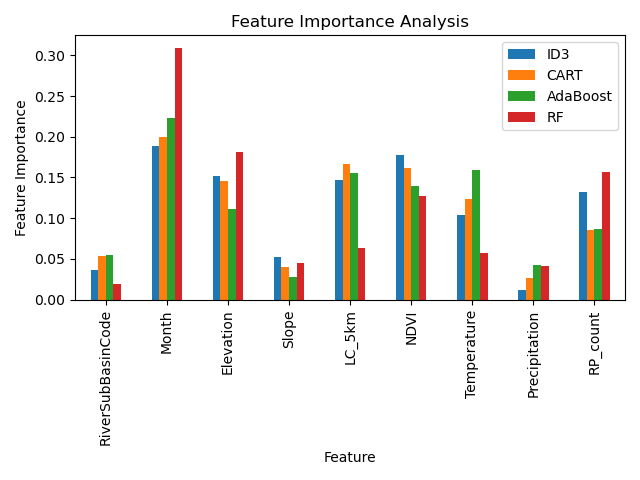 Feature Importance Analysis
ID3
CART
AdaBoost
RF
Feature Importance
0.30
0.25
0.20
0.15
0.10
0.05
0.00
RiverSubBasinCode
Month
Elevation
Slope
LC_5km
NDVI
Temperature
Precipitation
RP_count
Feature